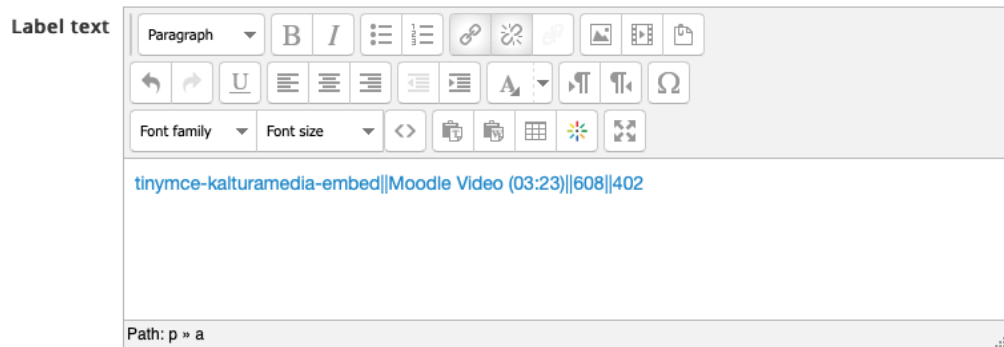 Label text
Paragraph B I
U A Ω
Font family Font size
tinymce-kalturamedia-embed||Moodle Video (03:23)||608||402
Path: p » a